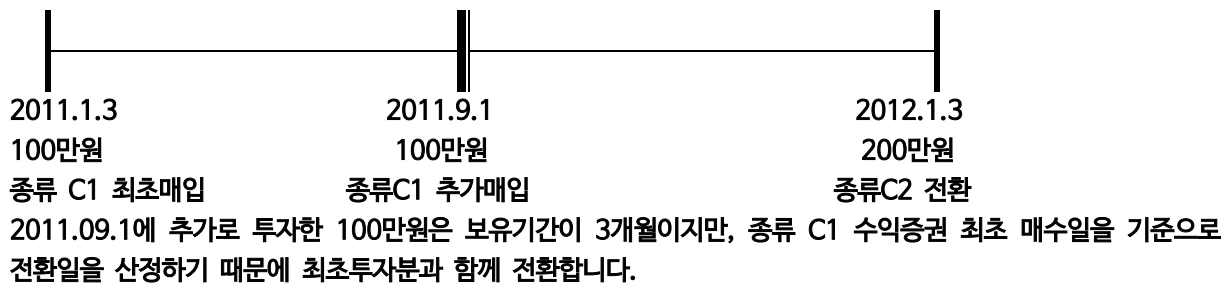 2011.1.3 2011.9.1 2012.1.3
100만원 100만원 200만원
종류 C1 최초매입 종류C1 추가매입 종류C2 전환
2011.09.1에 추가로 투자한 100만원은 보유기간이 3개월이지만, 종류 C1 수익증권 최초 매수일을 기준으로
전환일을 산정하기 때문에 최초투자분과 함께 전환합니다.